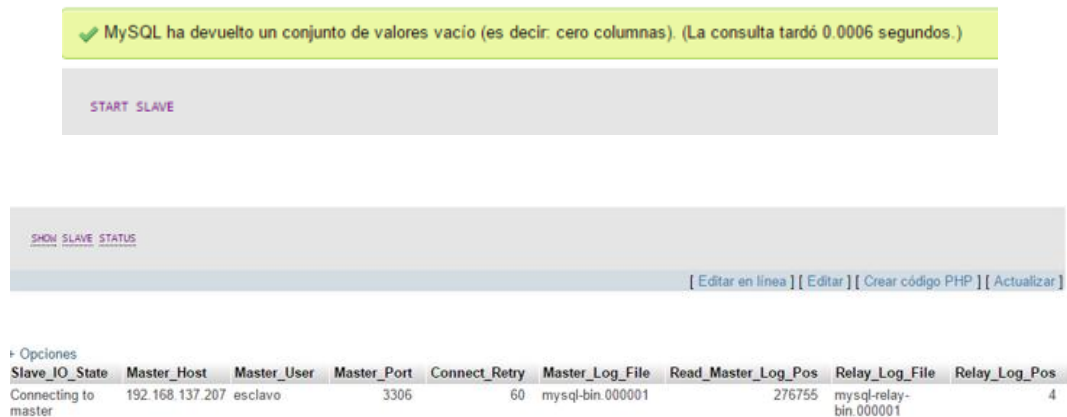 MySQL ha devuelto un conjunto de valores vacío (es decir: cero columnas). (La consulta tardó 0.0006 segundos.)
START SLAVE
SHOW SLAVE STATUS
[ Editar en línea ] [ Editar ] [ Crear código PHP ] [ Actualizar ]
+ Opciones
Slave_IO_State Master_Host Master_User Master_Port Connect_Retry Master_Log_File Read_Master_Log_Pos Relay_Log_File Relay_Log_Pos
Connecting to 192.168.137.207 esclavo 3306 60 mysql-bin.000001 276755 mysql-relay- 4
master bin.000001